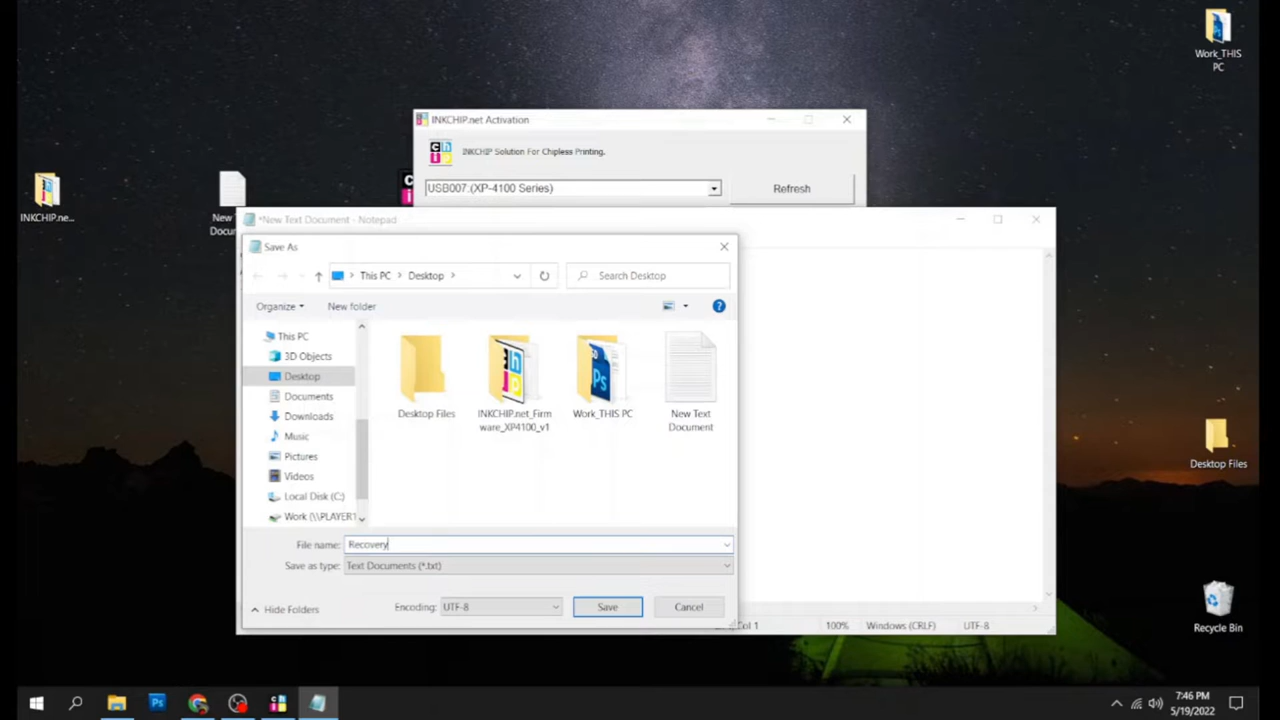 Work_THIS
PC
INKCHIP.net Activation
INKCHIP Solution For Chipless Printing.
USB007:(XP-4100 Series)
Refresh
INKCHIP.ne...
New T
Docum
*New Text Document - Notepad
Save As
This PC
Desktop
Search Desktop
Organize
New folder
This PC
3D Objects
Desktop
Documents
Downloads
Music
Pictures
Videos
Local Disk (C:)
Work (\\PLAYER1
Desktop Files
INKCHIP.net_Firm
ware_XP4100_v1
Work_THIS PC
New Text
Document
File name:
Recovery
Save as type:
Text Documents (*.txt)
Hide Folders
Encoding:
UTF-8
Save
Cancel
Col 1
100%
Windows (CRLF)
UTF-8
Desktop Files
Recycle Bin
7:46 PM
5/19/2022